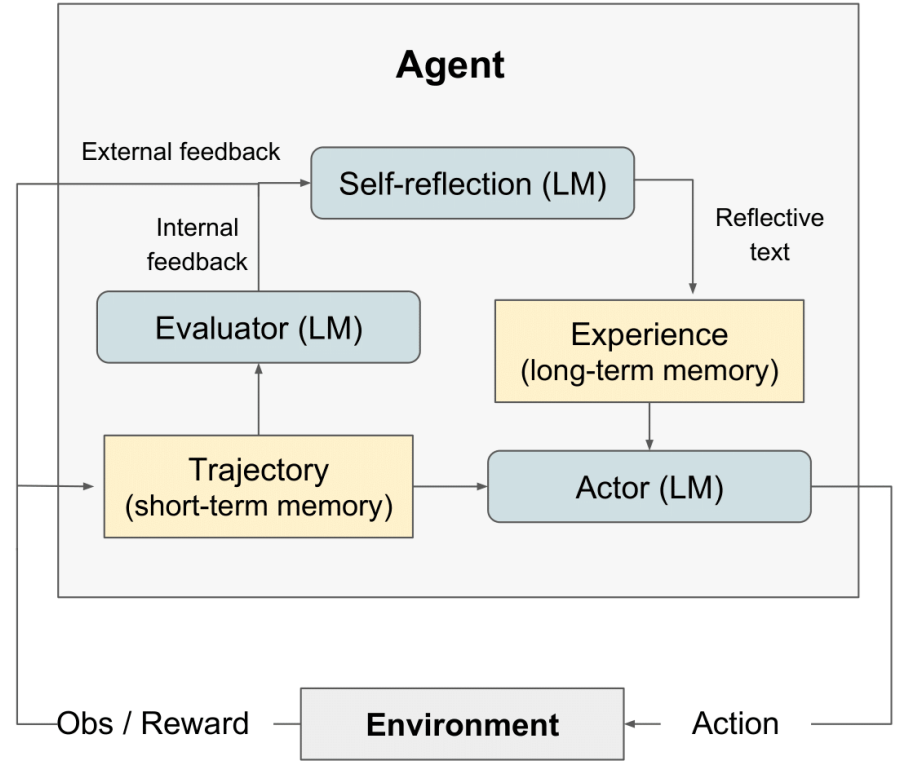 Agent
External feedback
Self-reflection (LM)
Reflective
text
Internal
feedback
Evaluator (LM)
Experience
(long-term memory)
Trajectory
(short-term memory)
Actor (LM)
Obs / Reward
Environment
Action